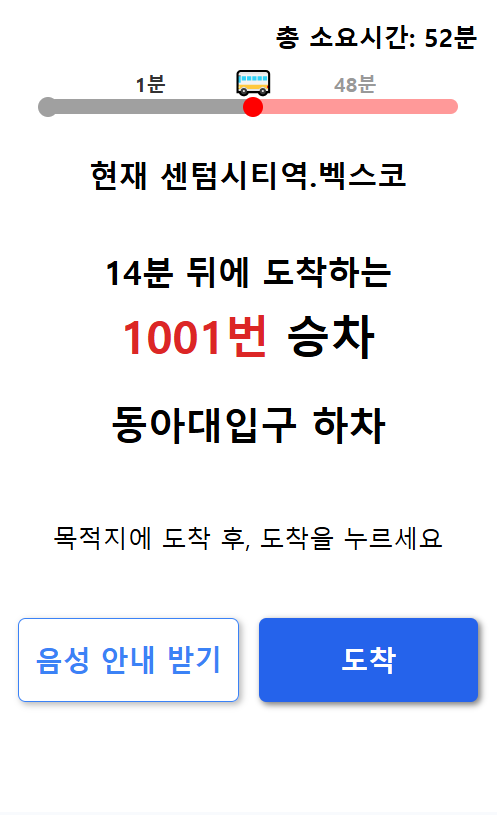 총 소요시간: 52분
1분 48분
현재 센텀시티역.벡스코
14분 뒤에 도착하는
1001번 승차
동아대입구 하차
목적지에 도착 후, 도착을 누르세요
음성 안내 받기 도착